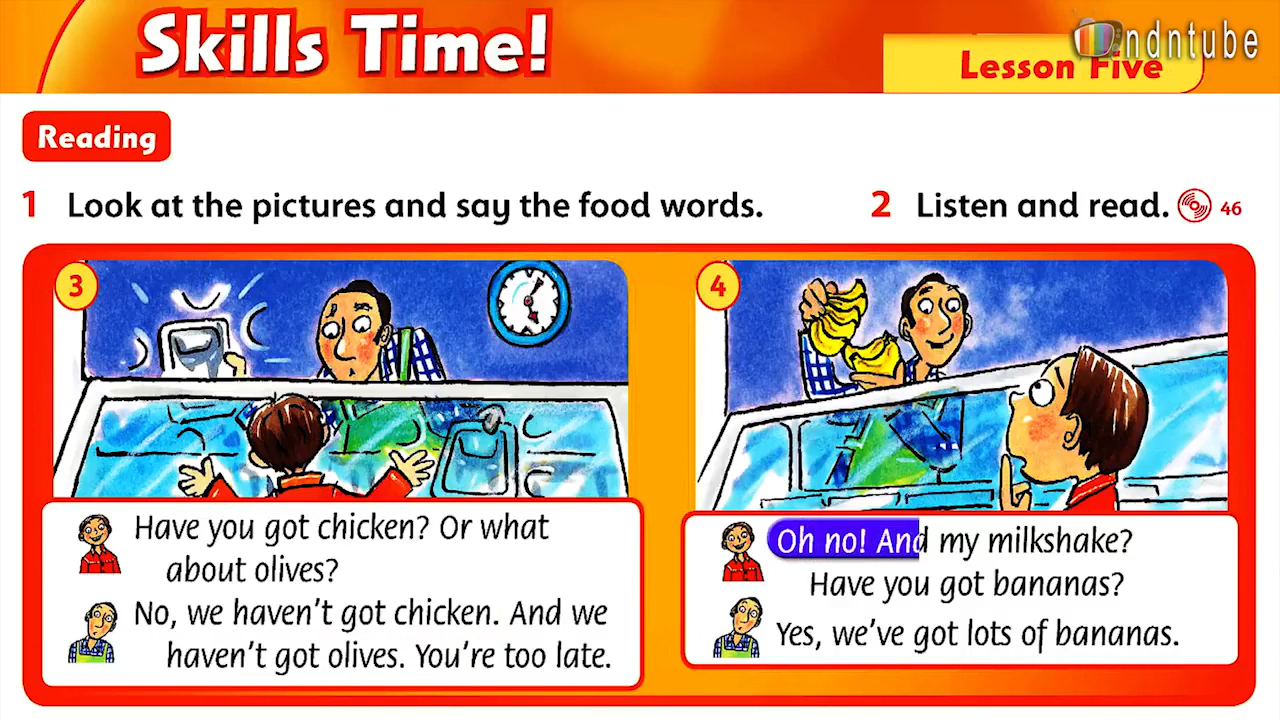 Skills Time!
ndntube
Lesson Five
Reading
1 Look at the pictures and say the food words.
2 Listen and read. 46
3
Have you got chicken? Or what
about olives?
No, we haven't got chicken. And we
haven't got olives. You're too late.
4
Oh no! And my milkshake?
Have you got bananas?
Yes, we've got lots of bananas.